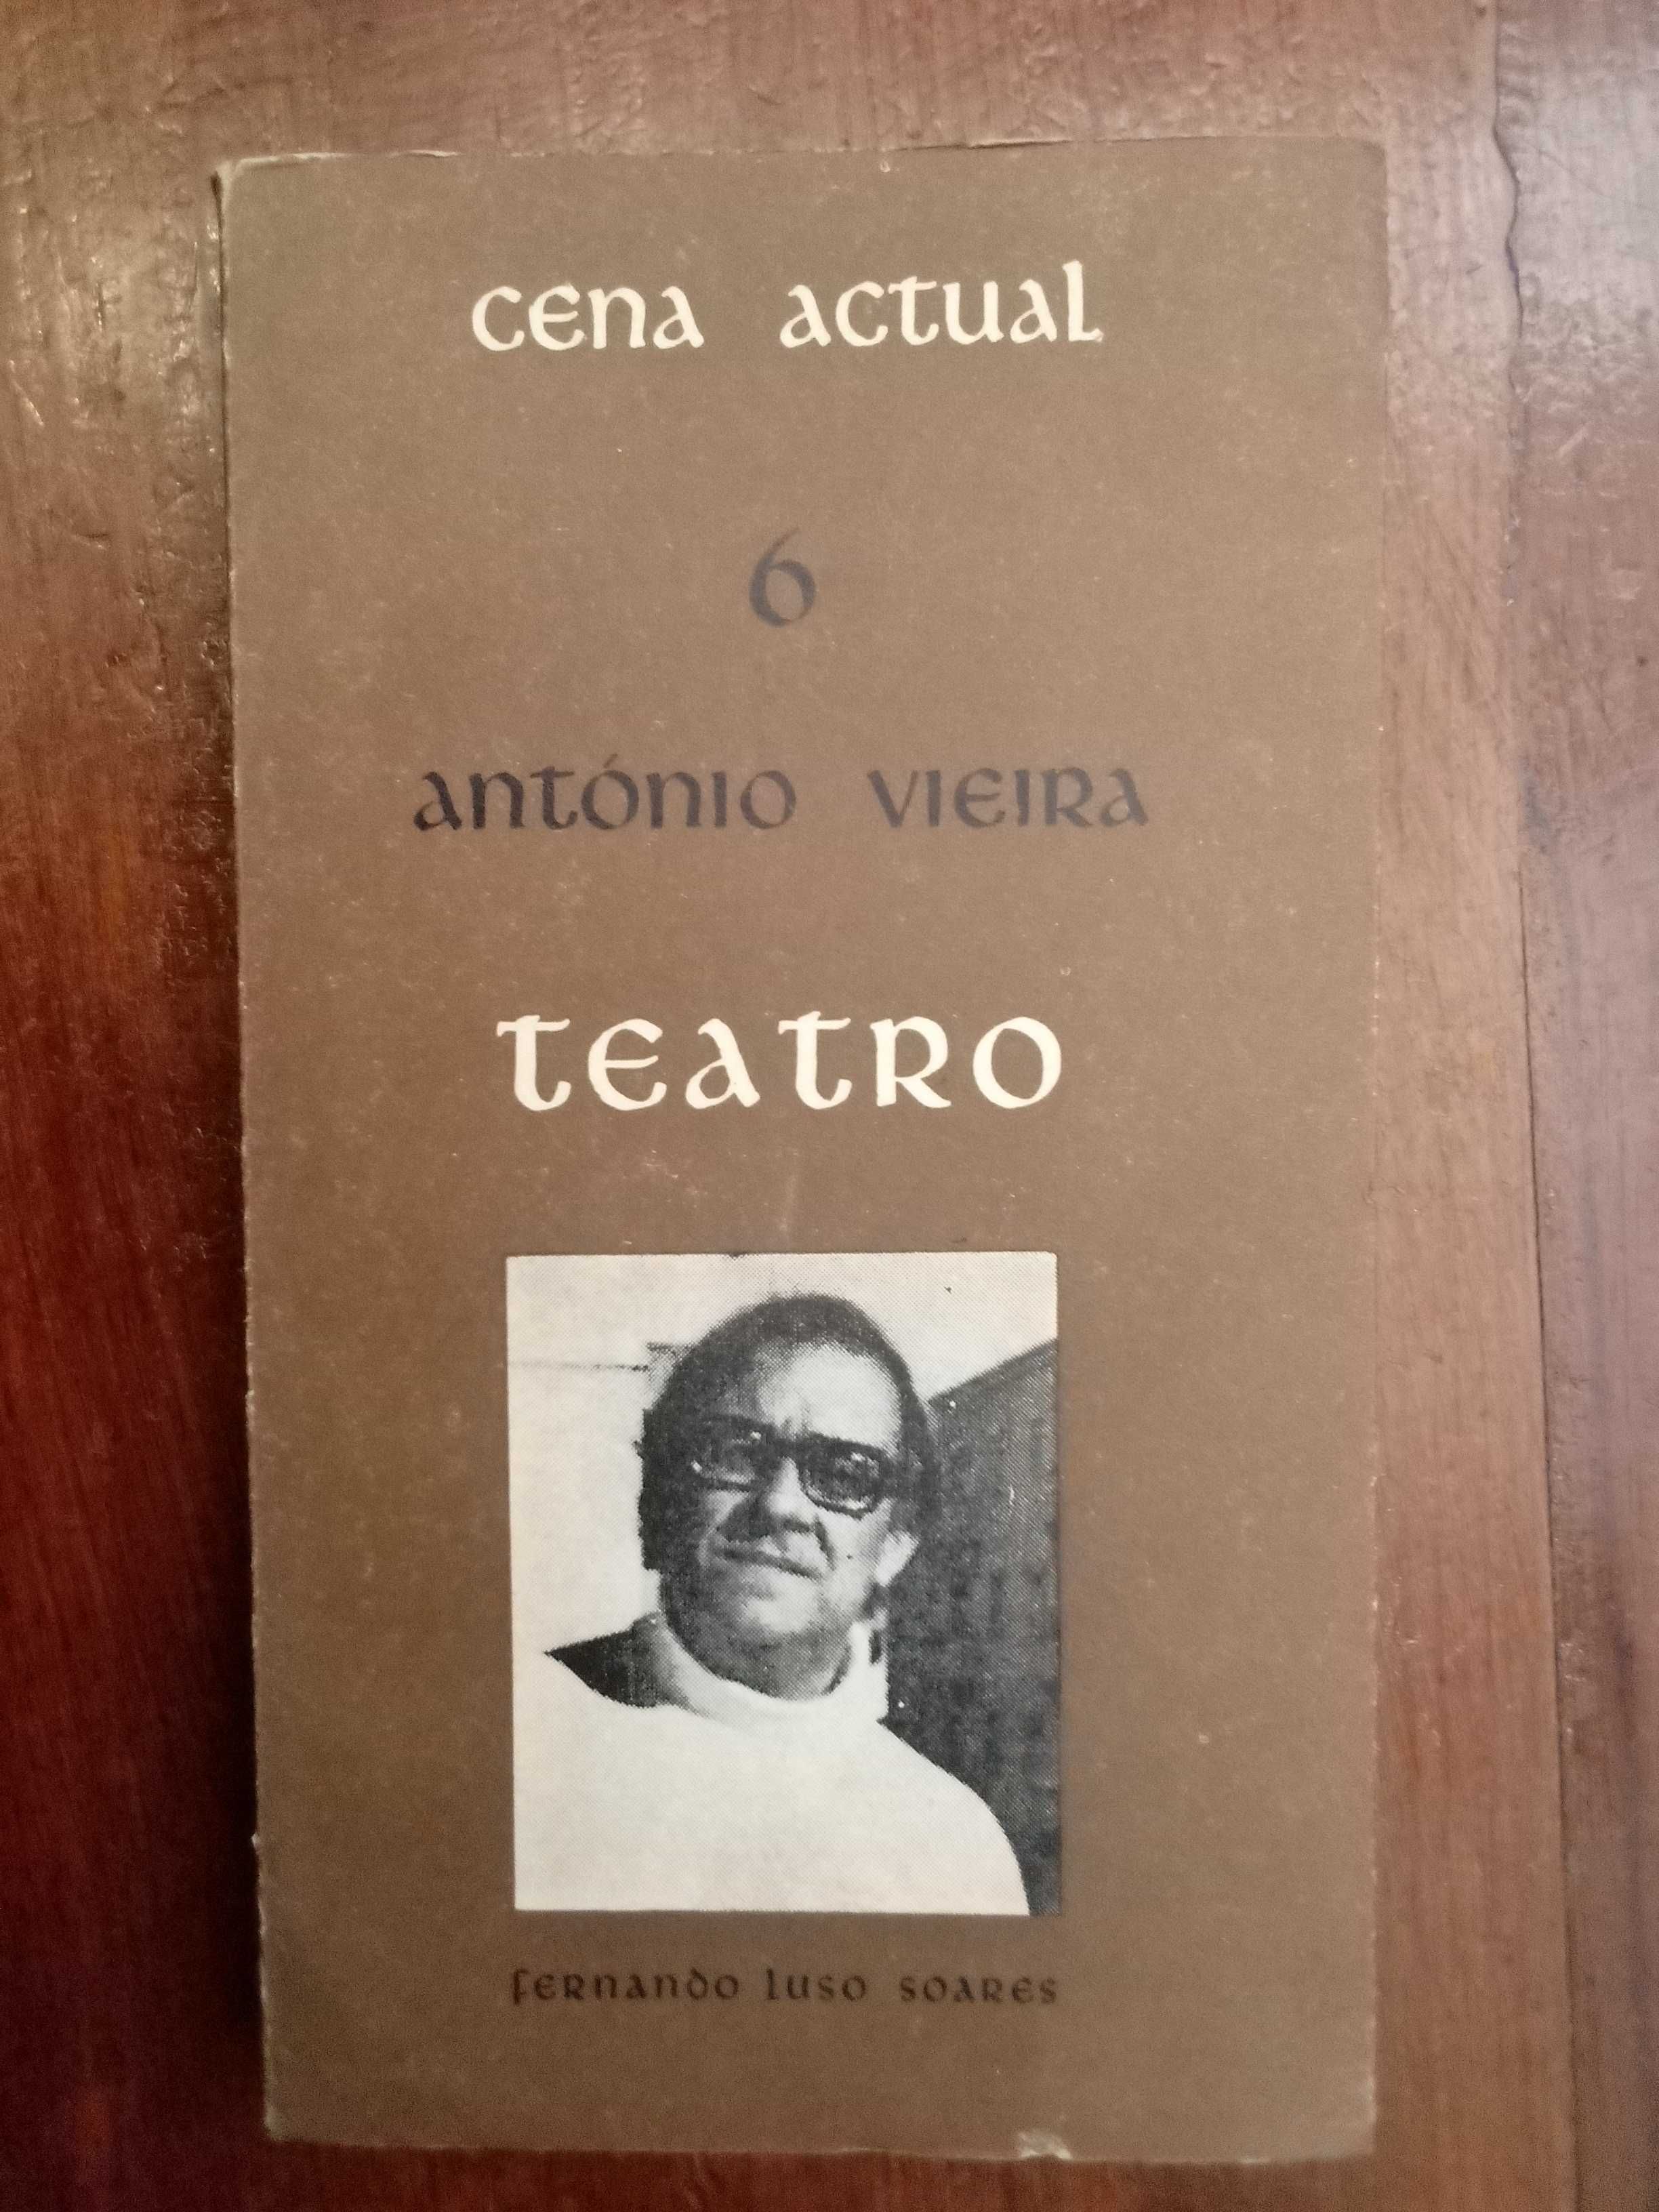 cena actual
6
antónio vieira
teatro
fernando luso soares